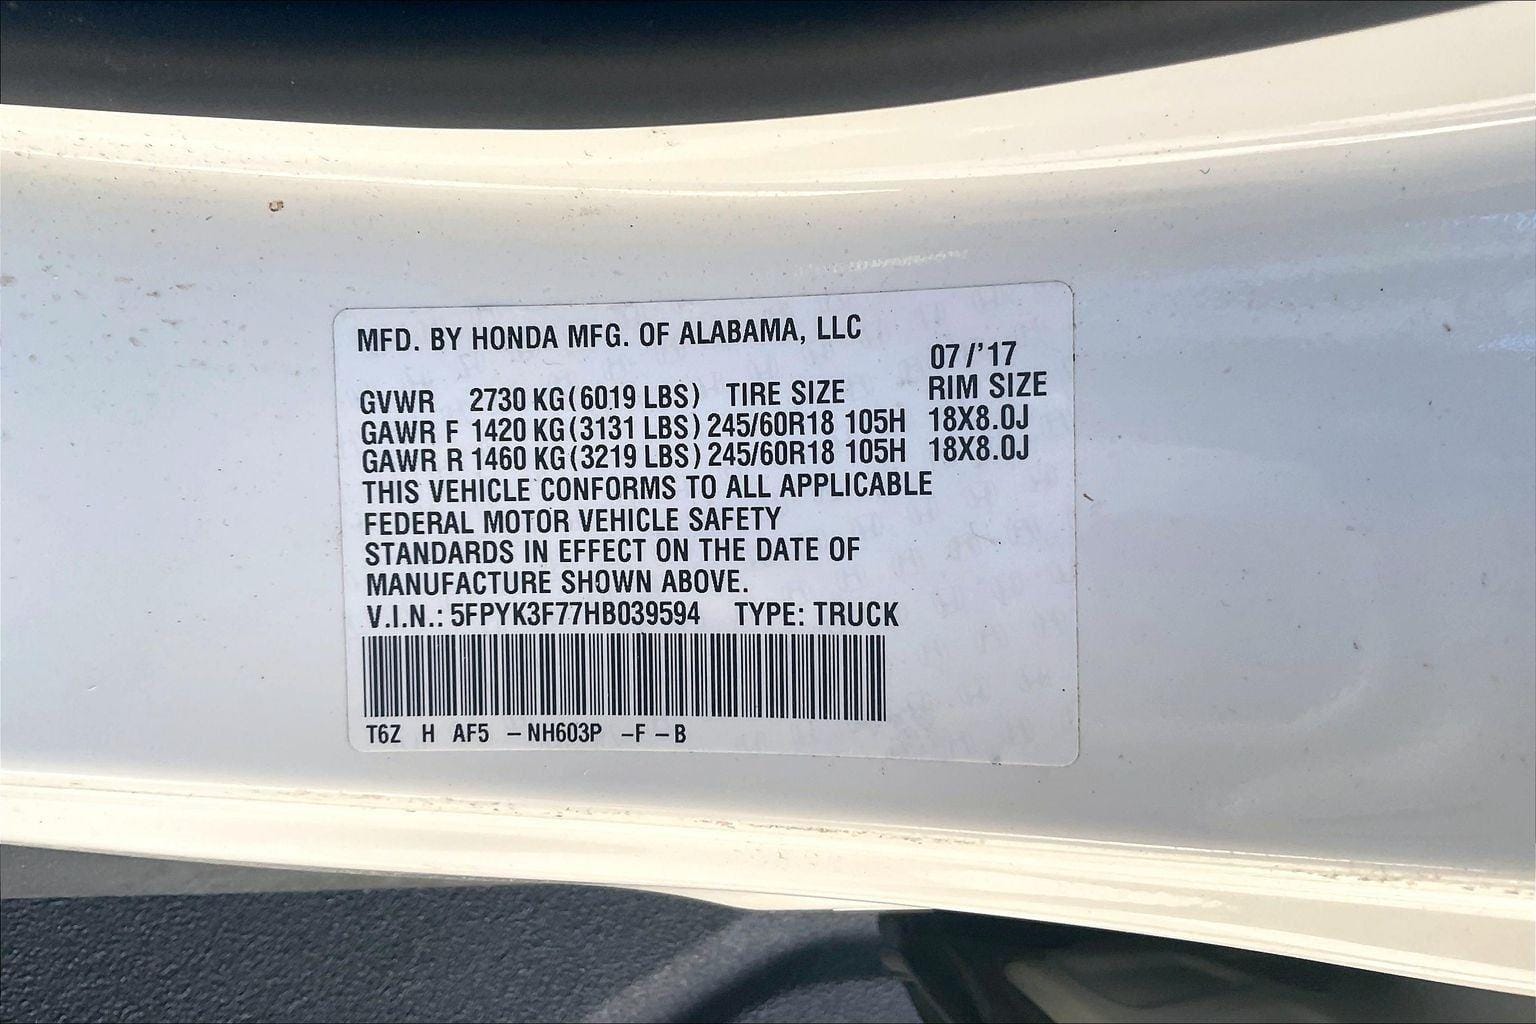 MFD. BY HONDA MFG. OF ALABAMA, LLC
07/'17
GVWR 2730 KG(6019 LBS) TIRE SIZE RIM SIZE
GAWR F 1420 KG(3131 LBS) 245/60R18 105H 18X8.0J
GAWR R 1460 KG(3219 LBS) 245/60R18 105H 18X8.0J
THIS VEHICLE CONFORMS TO ALL APPLICABLE
FEDERAL MOTOR VEHICLE SAFETY
STANDARDS IN EFFECT ON THE DATE OF
MANUFACTURE SHOWN ABOVE.
V.I.N.: 5FPYK3F77HB039594 TYPE: TRUCK
T6Z H AF5 -NH603P -F -B